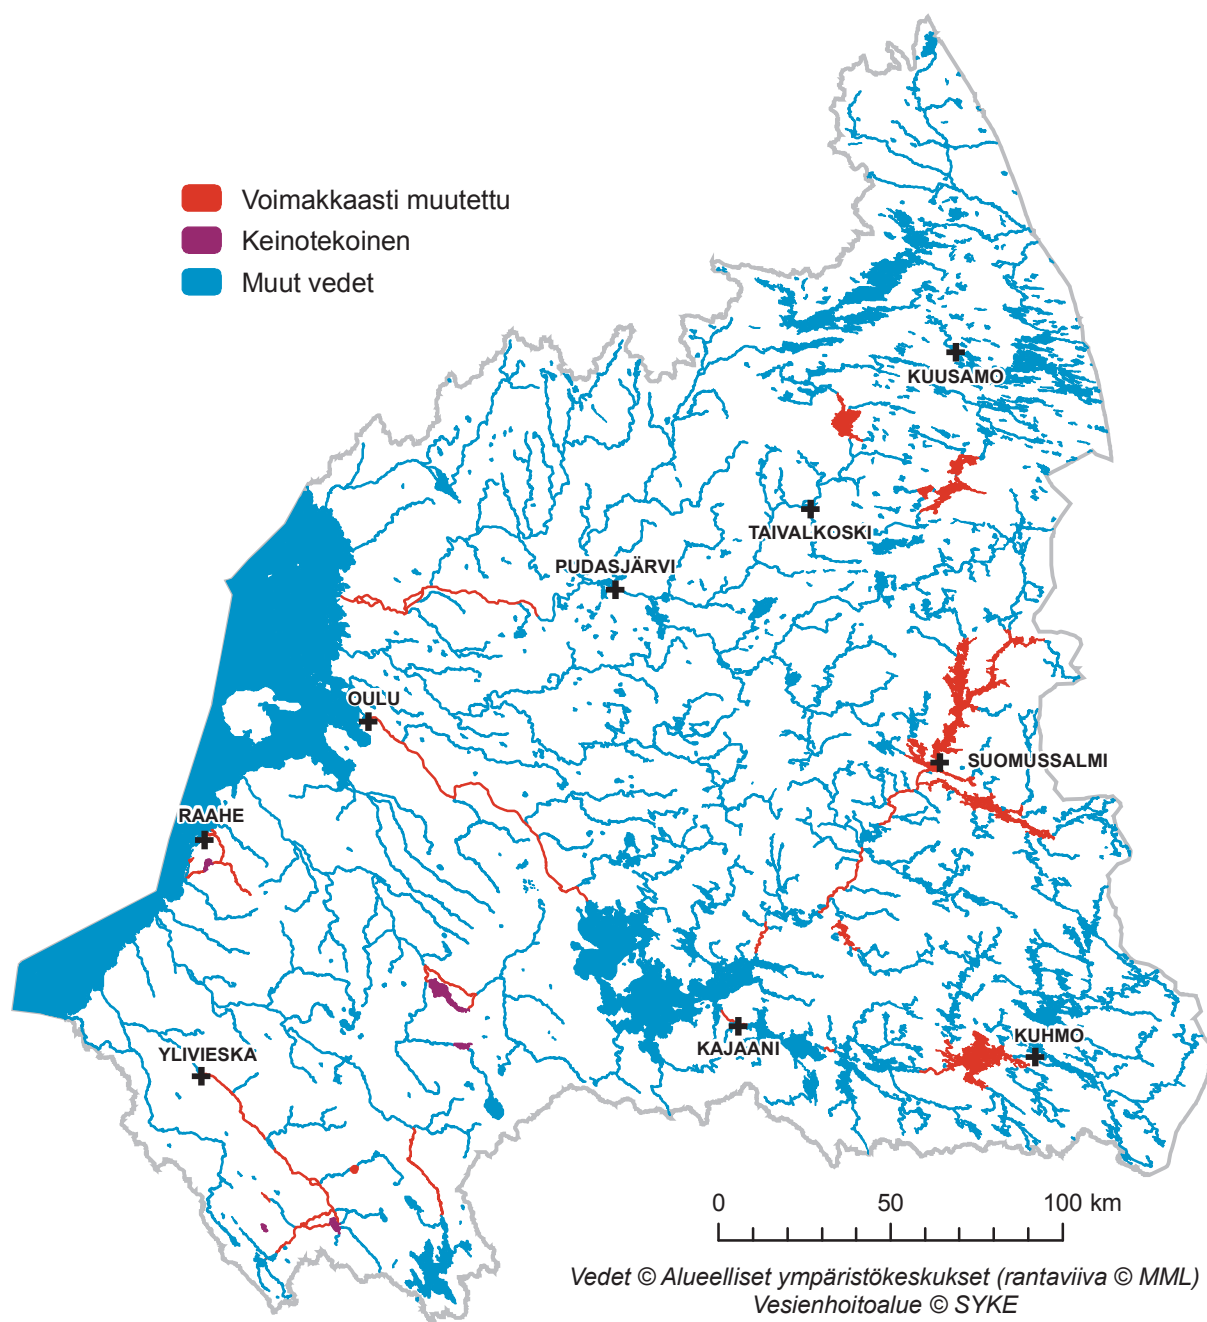 Voimakkaasti muutettu
Keinotekoinen
Muut vedet
KUUSAMO
TAIVALKOSKI
PUDASJÄRVI
OULU
SUOMUSSALMI
RAAHE
KUHMO
KAJAANI
YLIVIESKA
0 50 100 km
Vedet © Alueelliset ympäristökeskukset (rantaviiva © MML)
Vesienhoitoalue © SYKE